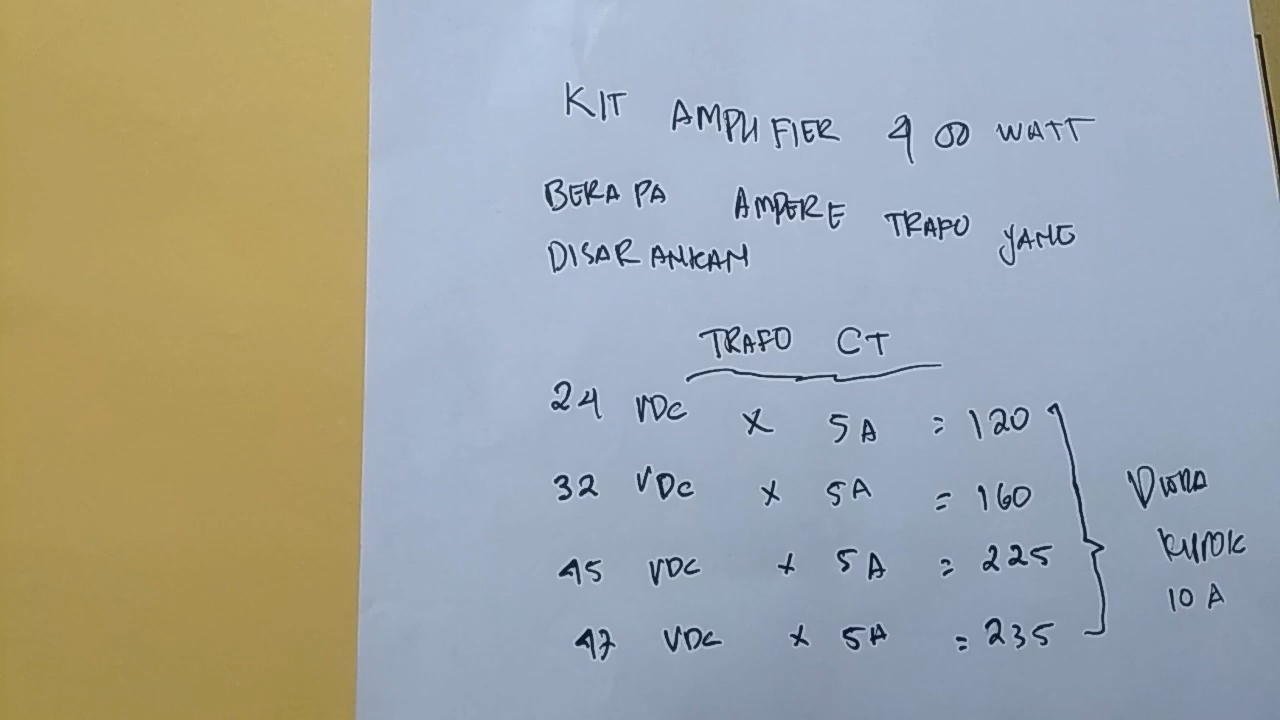 KIT AMPLIFIER 400 WATT
BERAPA AMPERE TRAFO YANG
DISARANKAN
TRAFO CT
24 VDC X 5A = 120
32 VDC X 5A = 160
45 VDC X 5A = 225
47 VDC X 5A = 235
10 A